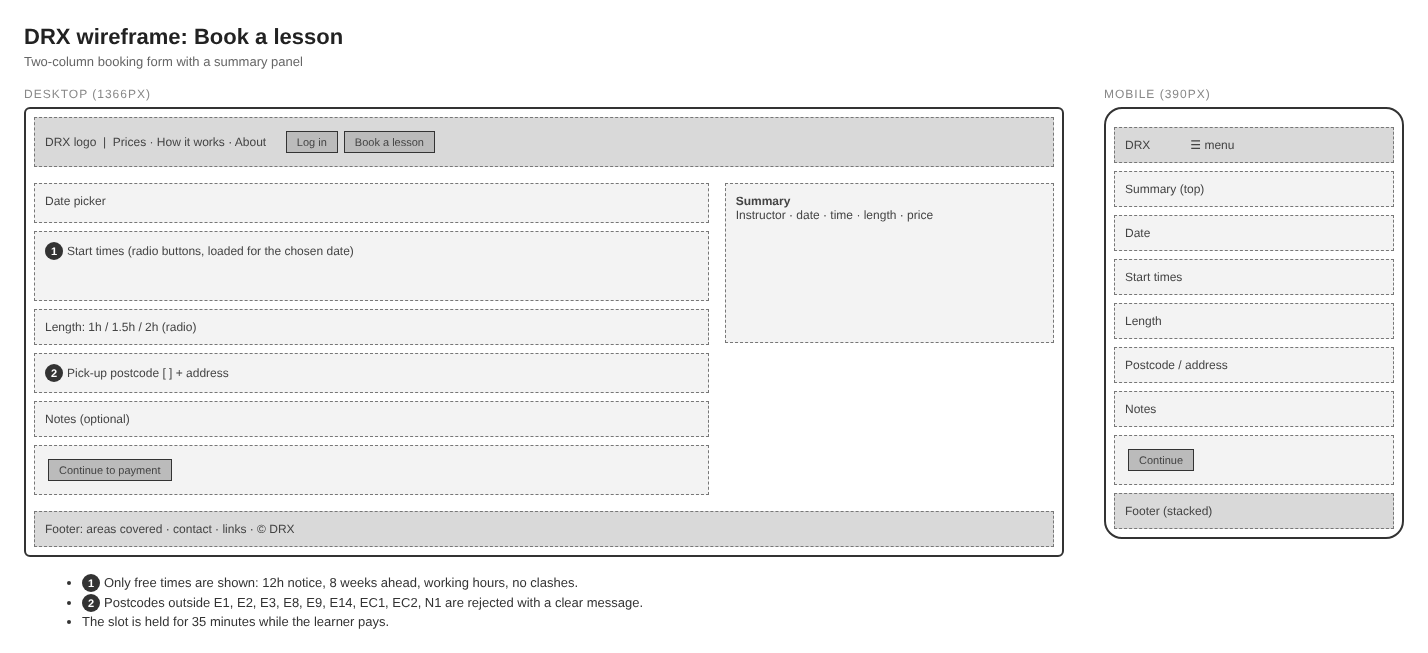 DRX wireframe: Book a lesson
Two-column booking form with a summary panel
DESKTOP (1366PX)
DRX logo | Prices · How it works · About Log in Book a lesson
Date picker
1 Start times (radio buttons, loaded for the chosen date)
Length: 1h / 1.5h / 2h (radio)
2 Pick-up postcode [ ] + address
Notes (optional)
Continue to payment
Summary
Instructor · date · time · length · price
Footer: areas covered · contact · links · © DRX
MOBILE (390PX)
DRX ☰ menu
Summary (top)
Date
Start times
Length
Postcode / address
Notes
Continue
Footer (stacked)
• 1 Only free times are shown: 12h notice, 8 weeks ahead, working hours, no clashes.
• 2 Postcodes outside E1, E2, E3, E8, E9, E14, EC1, EC2, N1 are rejected with a clear message.
• The slot is held for 35 minutes while the learner pays.